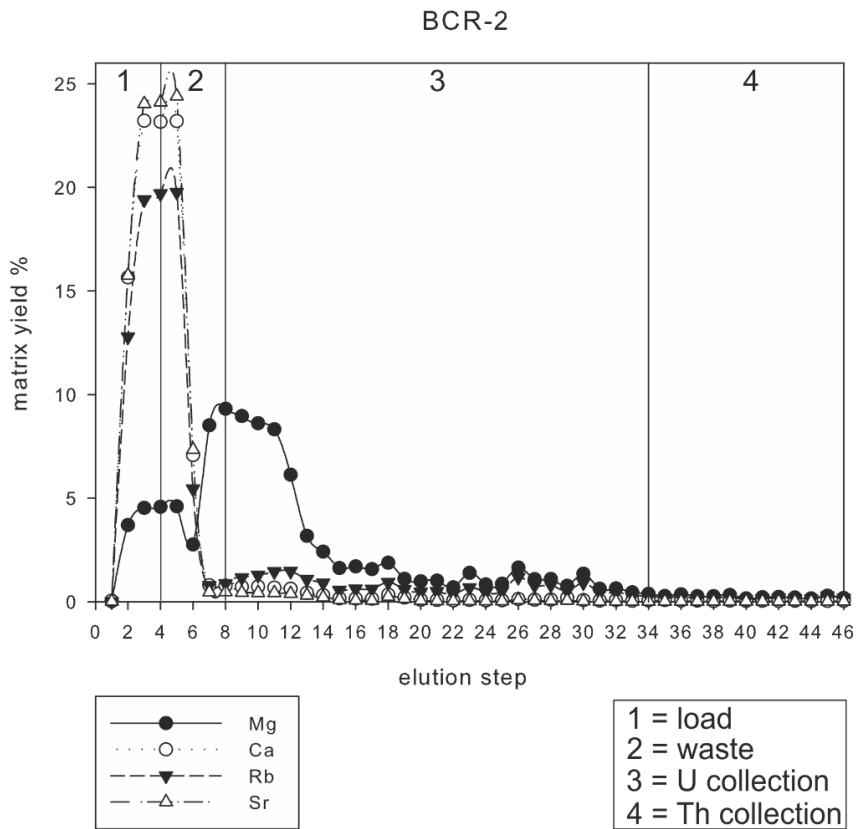 BCR-2
1 2 3 4
25
20
15
10
5
0
matrix yield %
0 2 4 6 8 10 12 14 16 18 20 22 24 26 28 30 32 34 36 38 40 42 44 46
elution step
Mg
Ca
Rb
Sr
1 = load
2 = waste
3 = U collection
4 = Th collection